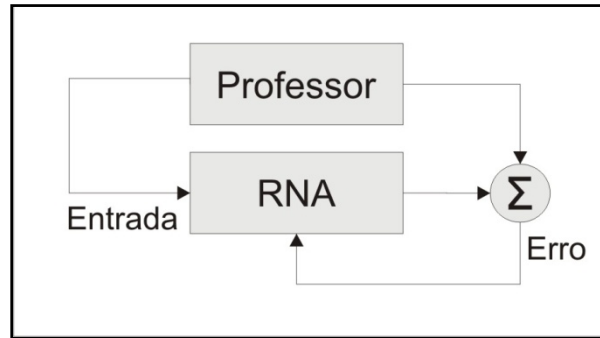 Professor
RNA
Σ
Entrada
Erro